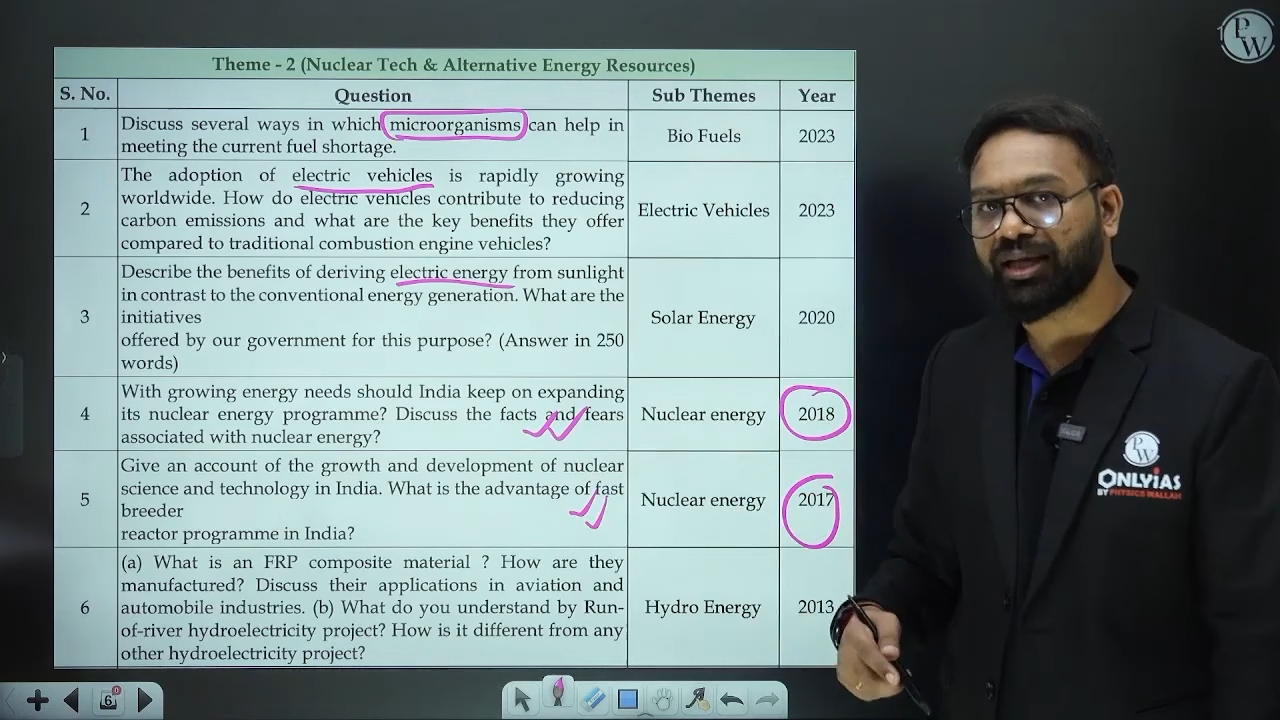 PW
Theme - 2 (Nuclear Tech & Alternative Energy Resources)
S. No.
Question
Sub Themes
Year
1
Discuss several ways in which microorganisms can help in
meeting the current fuel shortage.
Bio Fuels
2023
2
The adoption of electric vehicles is rapidly growing
worldwide. How do electric vehicles contribute to reducing
carbon emissions and what are the key benefits they offer
compared to traditional combustion engine vehicles?
Electric Vehicles
2023
3
Describe the benefits of deriving electric energy from sunlight
in contrast to the conventional energy generation. What are the
initiatives
offered by our government for this purpose? (Answer in 250
words)
Solar Energy
2020
4
With growing energy needs should India keep on expanding
its nuclear energy programme? Discuss the facts and fears
associated with nuclear energy?
Nuclear energy
2018
5
Give an account of the growth and development of nuclear
science and technology in India. What is the advantage of fast
breeder
reactor programme in India?
Nuclear energy
2017
6
(a) What is an FRP composite material ? How are they
manufactured? Discuss their applications in aviation and
automobile industries. (b) What do you understand by Run-
of-river hydroelectricity project? How is it different from any
other hydroelectricity project?
Hydro Energy
2013
PW
ONLYiAS
BY PHYSICS WALLAH
6
0